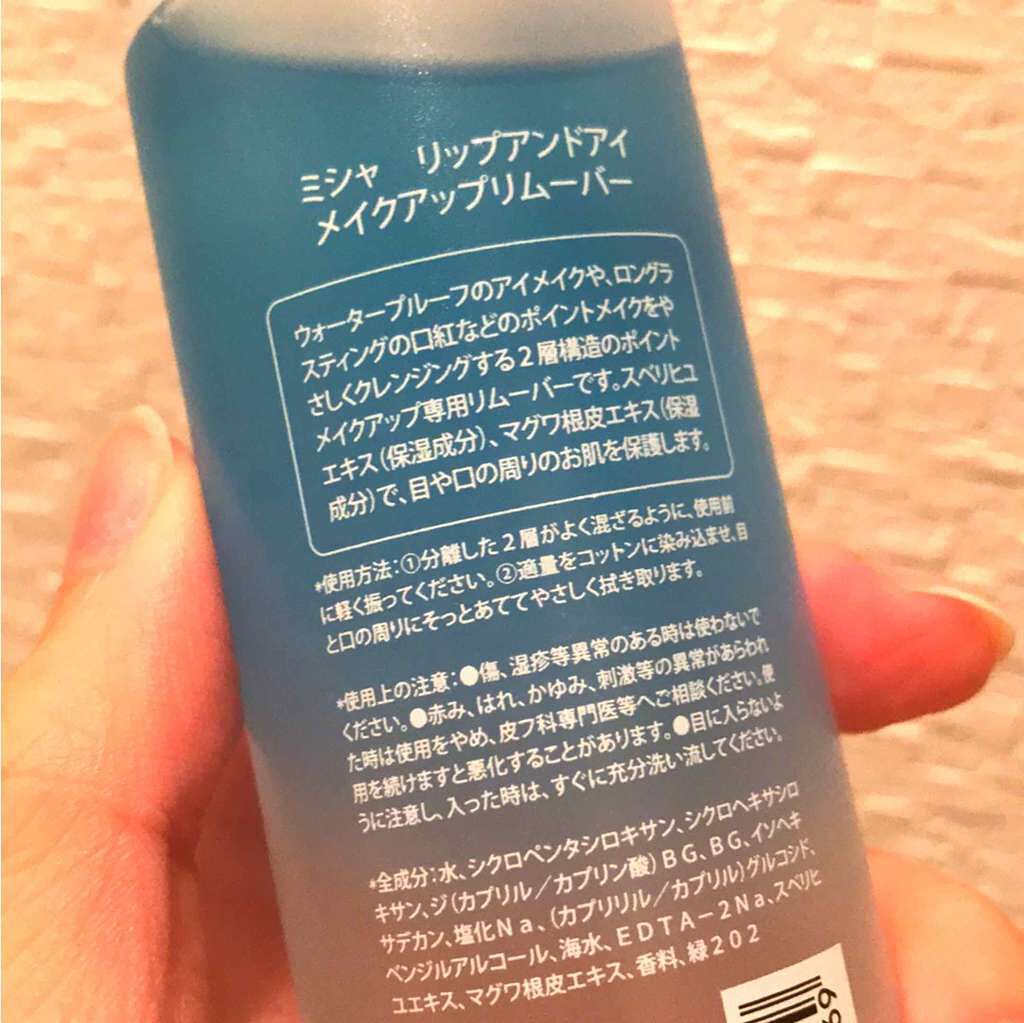 ミシャ リップアンドアイ
メイクアップリムーバー
ウォータープルーフのアイメイクや、ロングラ
スティングの口紅などのポイントメイクをや
さしくクレンジングする2層構造のポイント
メイクアップ専用リムーバーです。スベリヒユ
エキス(保湿成分)、マグワ根皮エキス(保湿
成分)で、目や口の周りのお肌を保護します。
*使用方法:①分離した2層がよく混ざるように、使用前
に軽く振ってください。②適量をコットンに染み込ませ、目
と口の周りにそっとあててやさしく拭き取ります。
*使用上の注意:●傷、湿疹等異常のある時は使わないで
ください。●赤み、はれ、かゆみ、刺激等の異常があらわれ
た時は使用をやめ、皮フ科専門医等へご相談ください。使
用を続けますと悪化することがあります。●目に入らないよ
うに注意し、入った時は、すぐに充分洗い流してください。
*全成分:水、シクロペンタシロキサン、シクロヘキサシロ
キサン、ジ(カプリル/カプリン酸)BG、BG、イソヘキ
サデカン、塩化Na、(カプリリル/カプリル)グルコシド、
ベンジルアルコール、海水、EDTA-2Na、スベリヒ
ユエキス、マグワ根皮エキス、香料、緑202